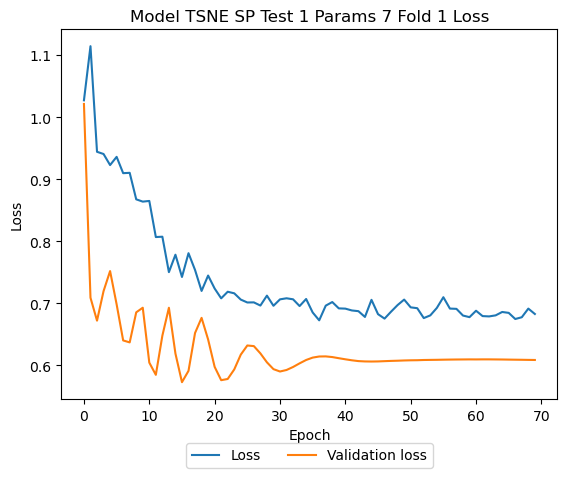 Model TSNE SP Test 1 Params 7 Fold 1 Loss
1.1
1.0
0.9
0.8
0.7
0.6
Loss
0 10 20 30 40 50 60 70
Epoch
Loss Validation loss